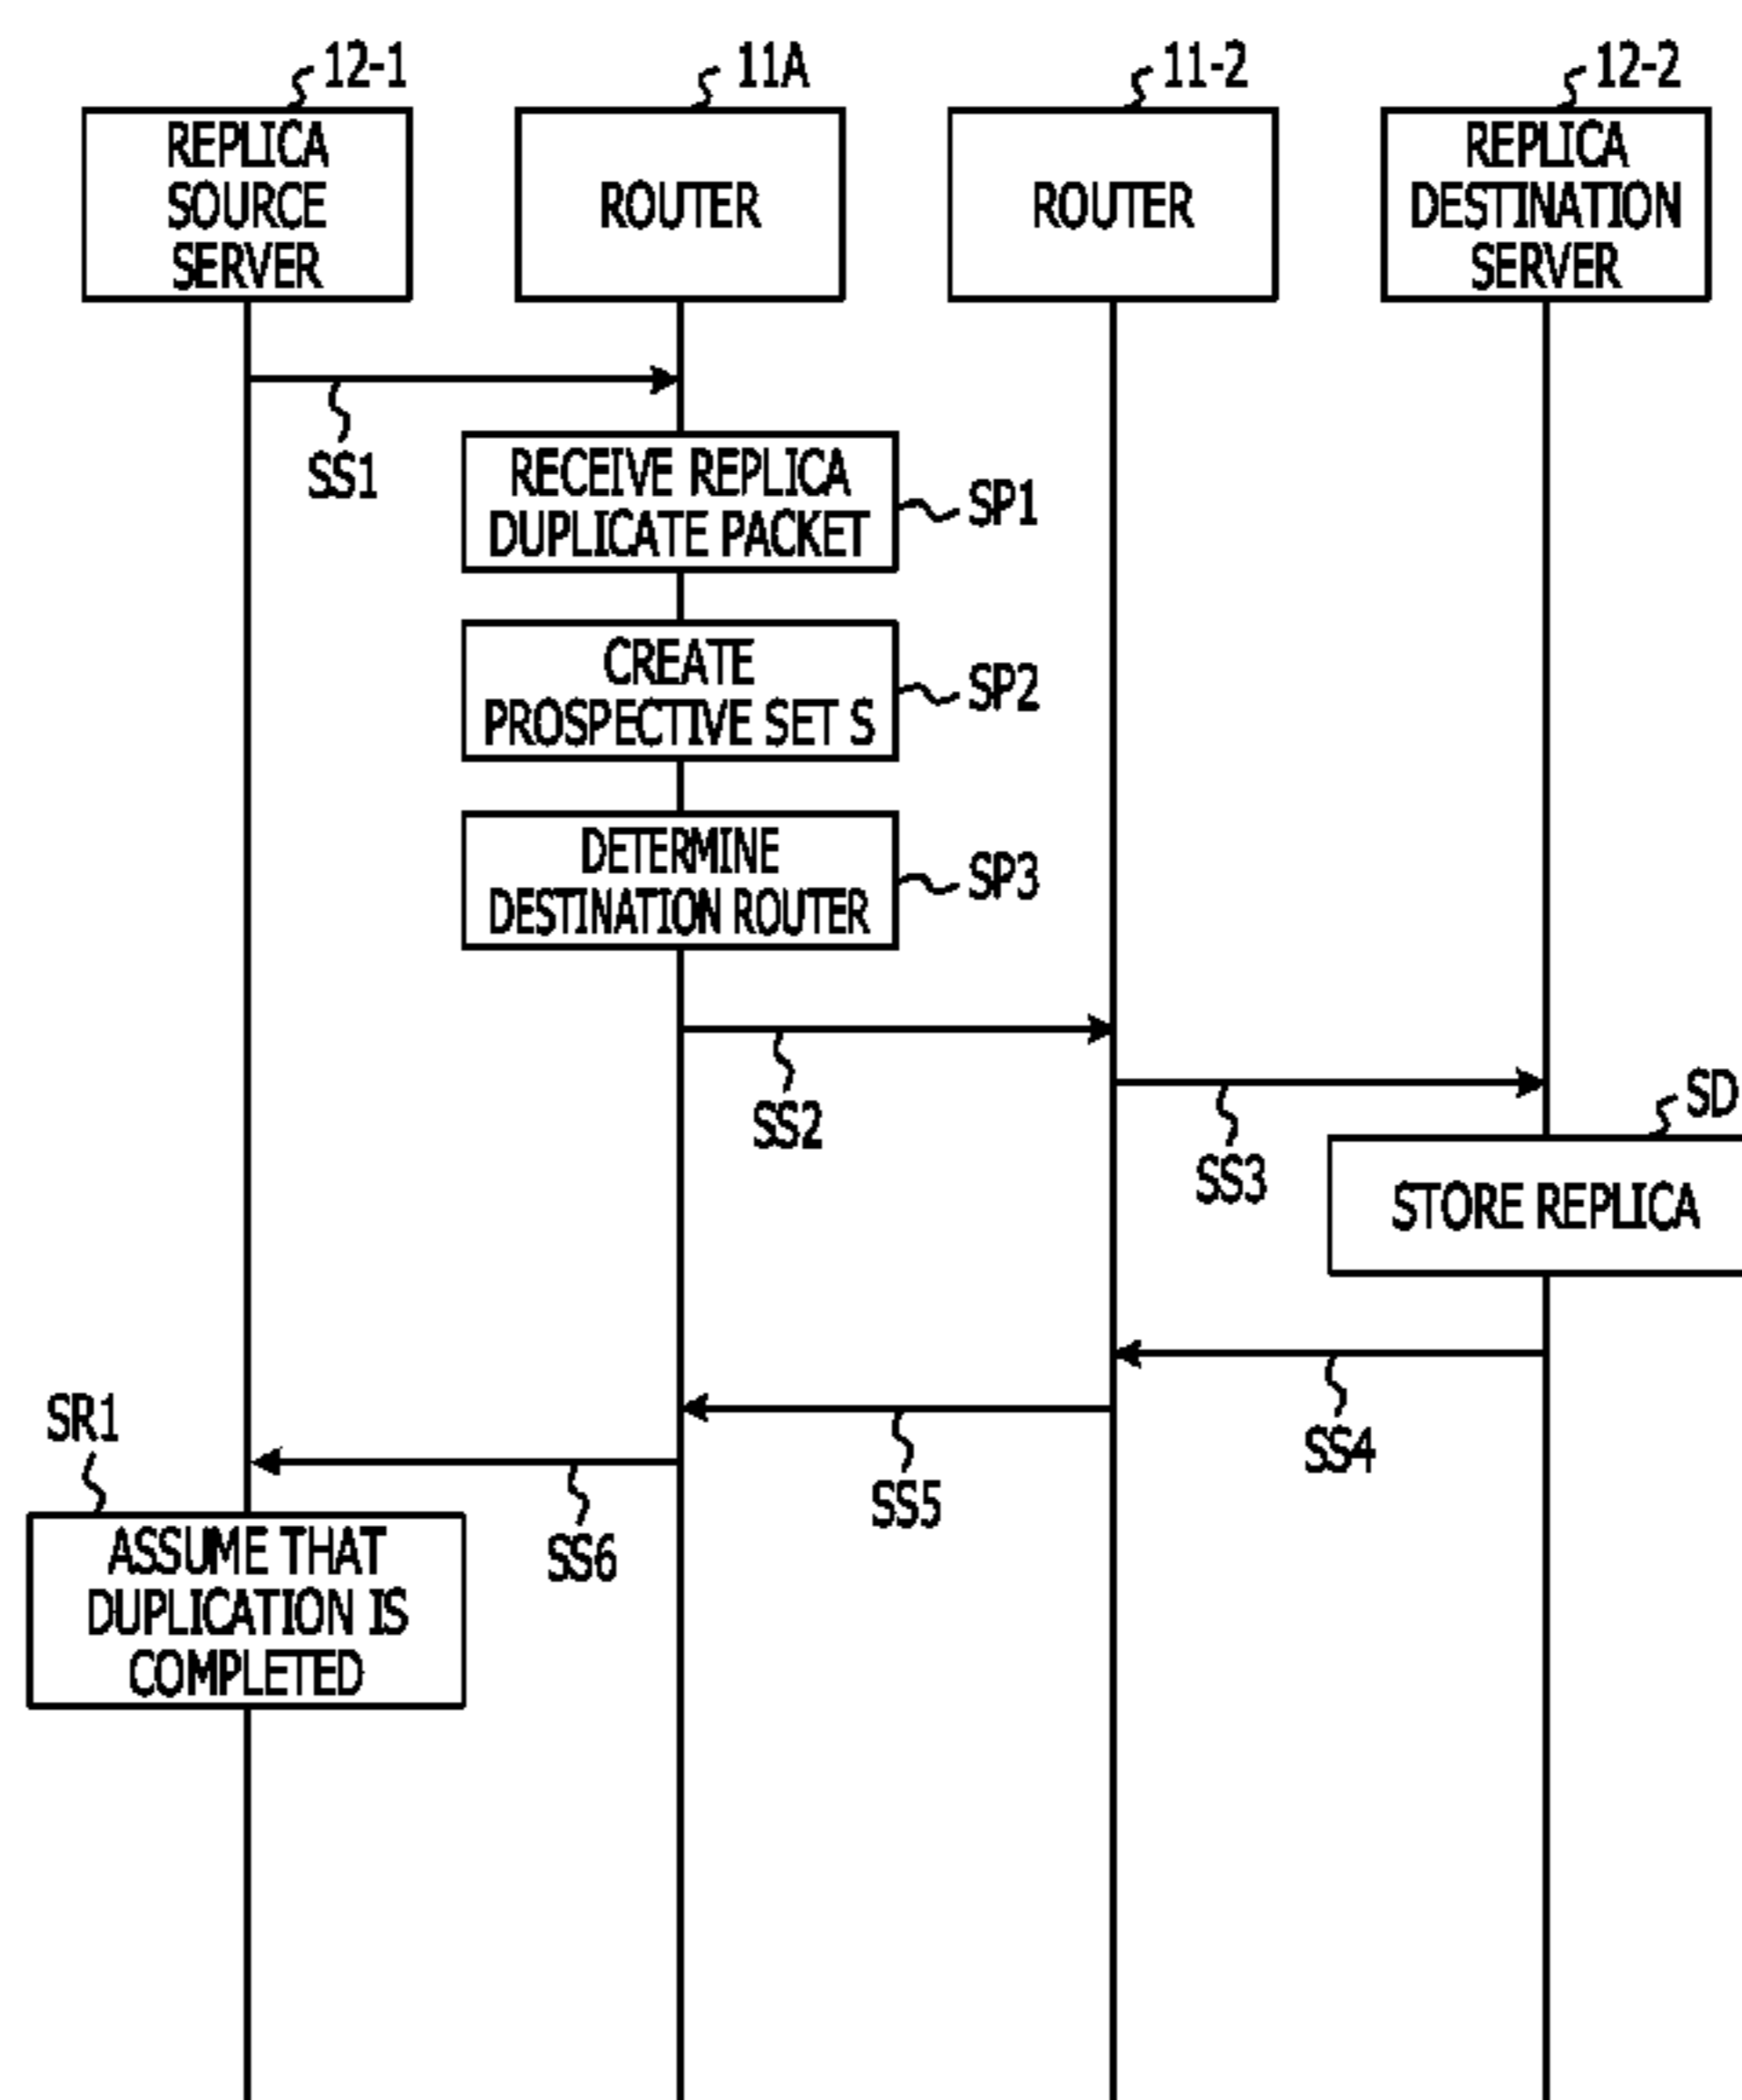 12-1
11A
11-2
12-2
REPLICA
SOURCE
SERVER
ROUTER
ROUTER
REPLICA
DESTINATION
SERVER
SS1
RECEIVE REPLICA
DUPLICATE PACKET
SP1
CREATE
PROSPECTIVE SET S
SP2
DETERMINE
DESTINATION ROUTER
SP3
SS2
SS3
SD
STORE REPLICA
SS4
SS5
SS6
SR1
ASSUME THAT
DUPLICATION IS
COMPLETED